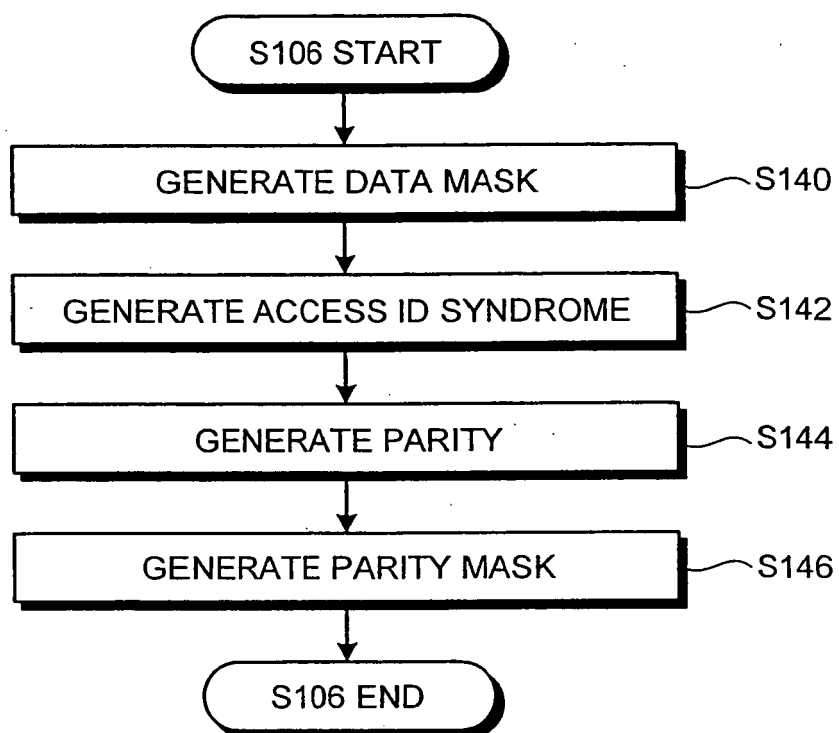 S106 START
GENERATE DATA MASK
S140
GENERATE ACCESS ID SYNDROME
S142
GENERATE PARITY
S144
GENERATE PARITY MASK
S146
S106 END